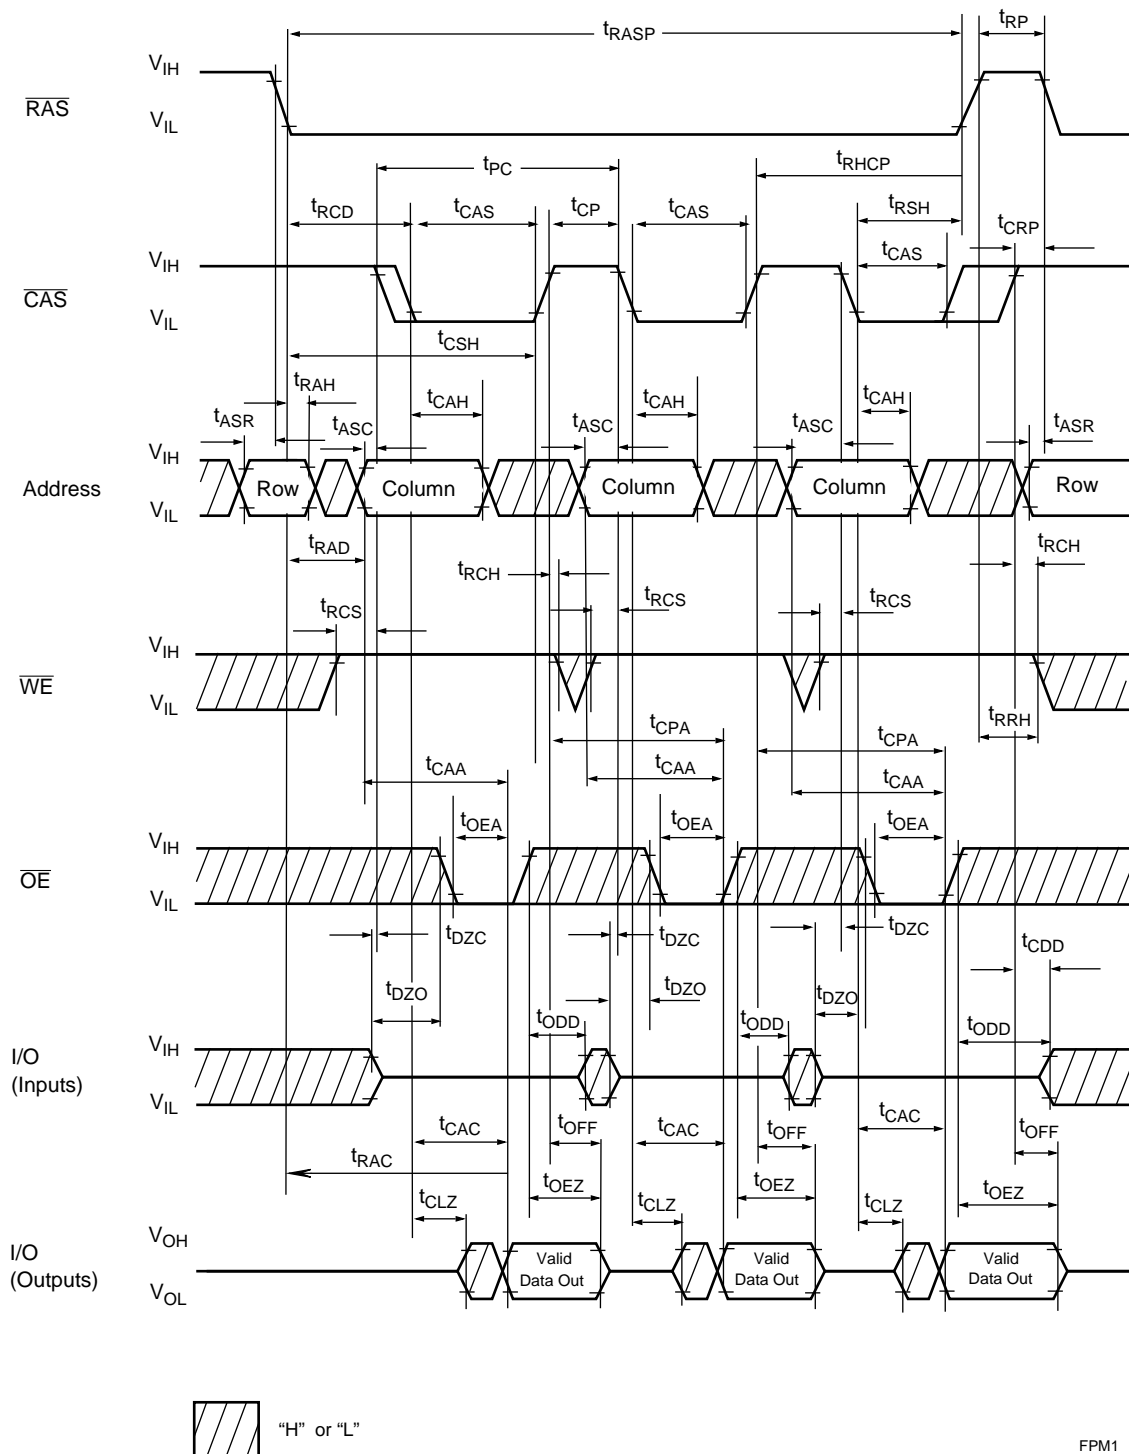 tRASP tRP
VIH
RAS
VIL
tPC tRHCP
tRCD tCAS tCP tCAS tRSH tCRP
tCAS
VIH
CAS
VIL
tCSH
tRAH
tASR tASC tCAH tASC tCAH tASC tCAH tASR
VIH
Address Row Column Column Column Row
VIL
tRAD tRCH tRCH
tRCS tRCS tRCS
VIH
WE
VIL
tRRH
tCPA tCPA
tCAA tCAA tCAA
tOEA tOEA tOEA
VIH
OE
VIL
tDZC tDZC tDZC tCDD
tDZO tDZO tDZO
tODD tODD tODD
VIH
I/O
(Inputs)
VIL
tCAC tOFF tCAC tOFF tCAC tOFF
tRAC
tOEZ tOEZ tOEZ
tCLZ tCLZ tCLZ
VOH
I/O
(Outputs)
VOL
Valid Data Out
Valid Data Out
Valid Data Out
“H” or “L”
FPM1